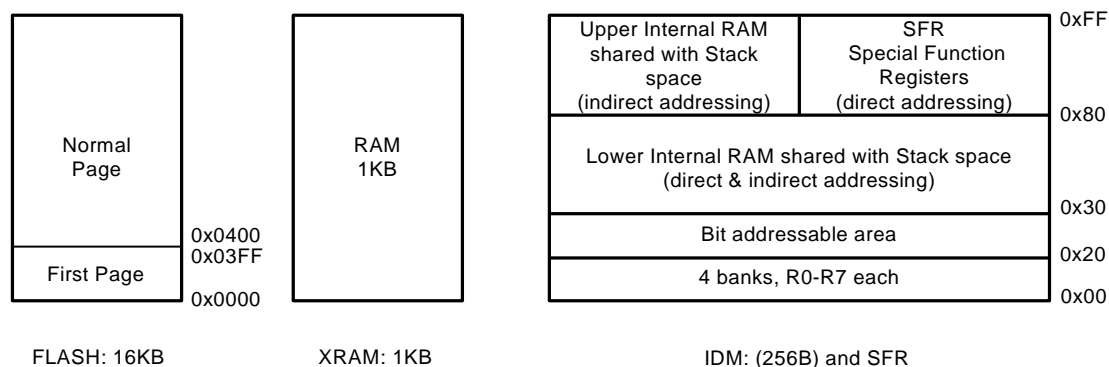 Normal
Page
0x0400
0x03FF
First Page
0x0000
FLASH: 16KB
RAM
1KB
XRAM: 1KB
Upper Internal RAM
shared with Stack
space
(indirect addressing)
SFR
Special Function
Registers
(direct addressing)
0xFF
0x80
Lower Internal RAM shared with Stack space
(direct & indirect addressing)
0x30
Bit addressable area
0x20
4 banks, R0-R7 each
0x00
IDM: (256B) and SFR